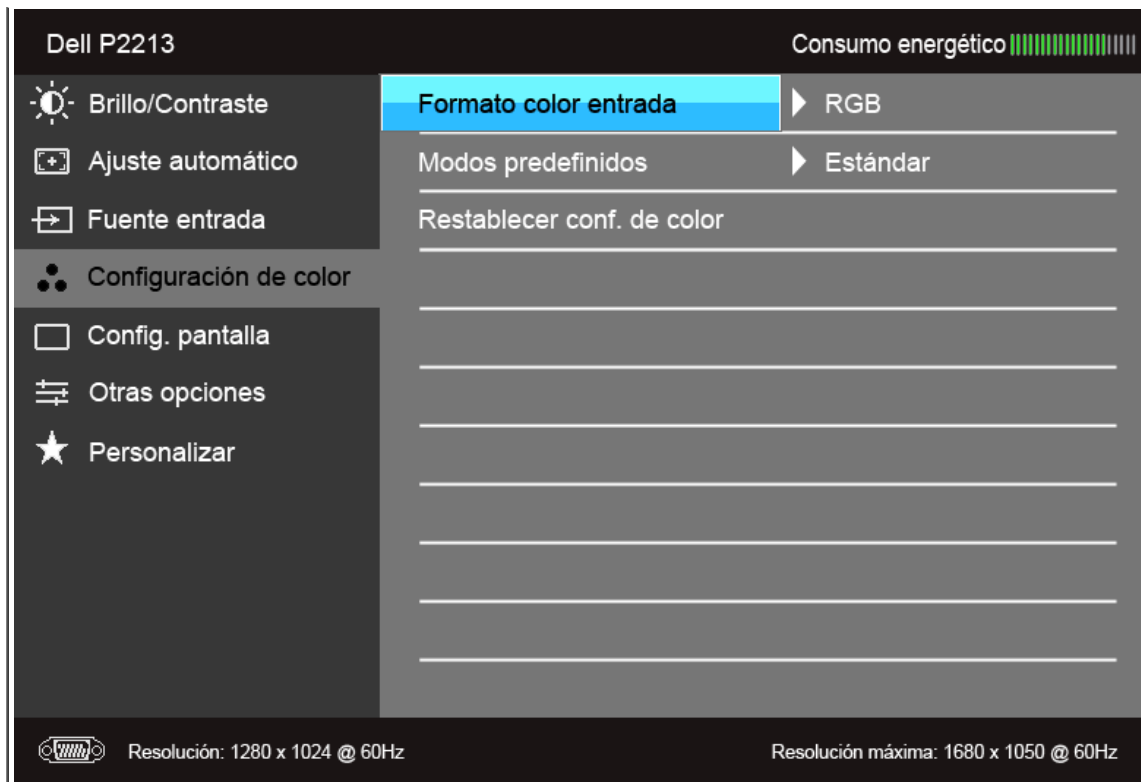 Dell P2213
Consumo energético
Brillo/Contraste
Ajuste automático
Fuente entrada
Configuración de color
Config. pantalla
Otras opciones
Personalizar
Formato color entrada RGB
Modos predefinidos Estándar
Restablecer conf. de color
Resolución: 1280 x 1024 @ 60Hz
Resolución máxima: 1680 x 1050 @ 60Hz